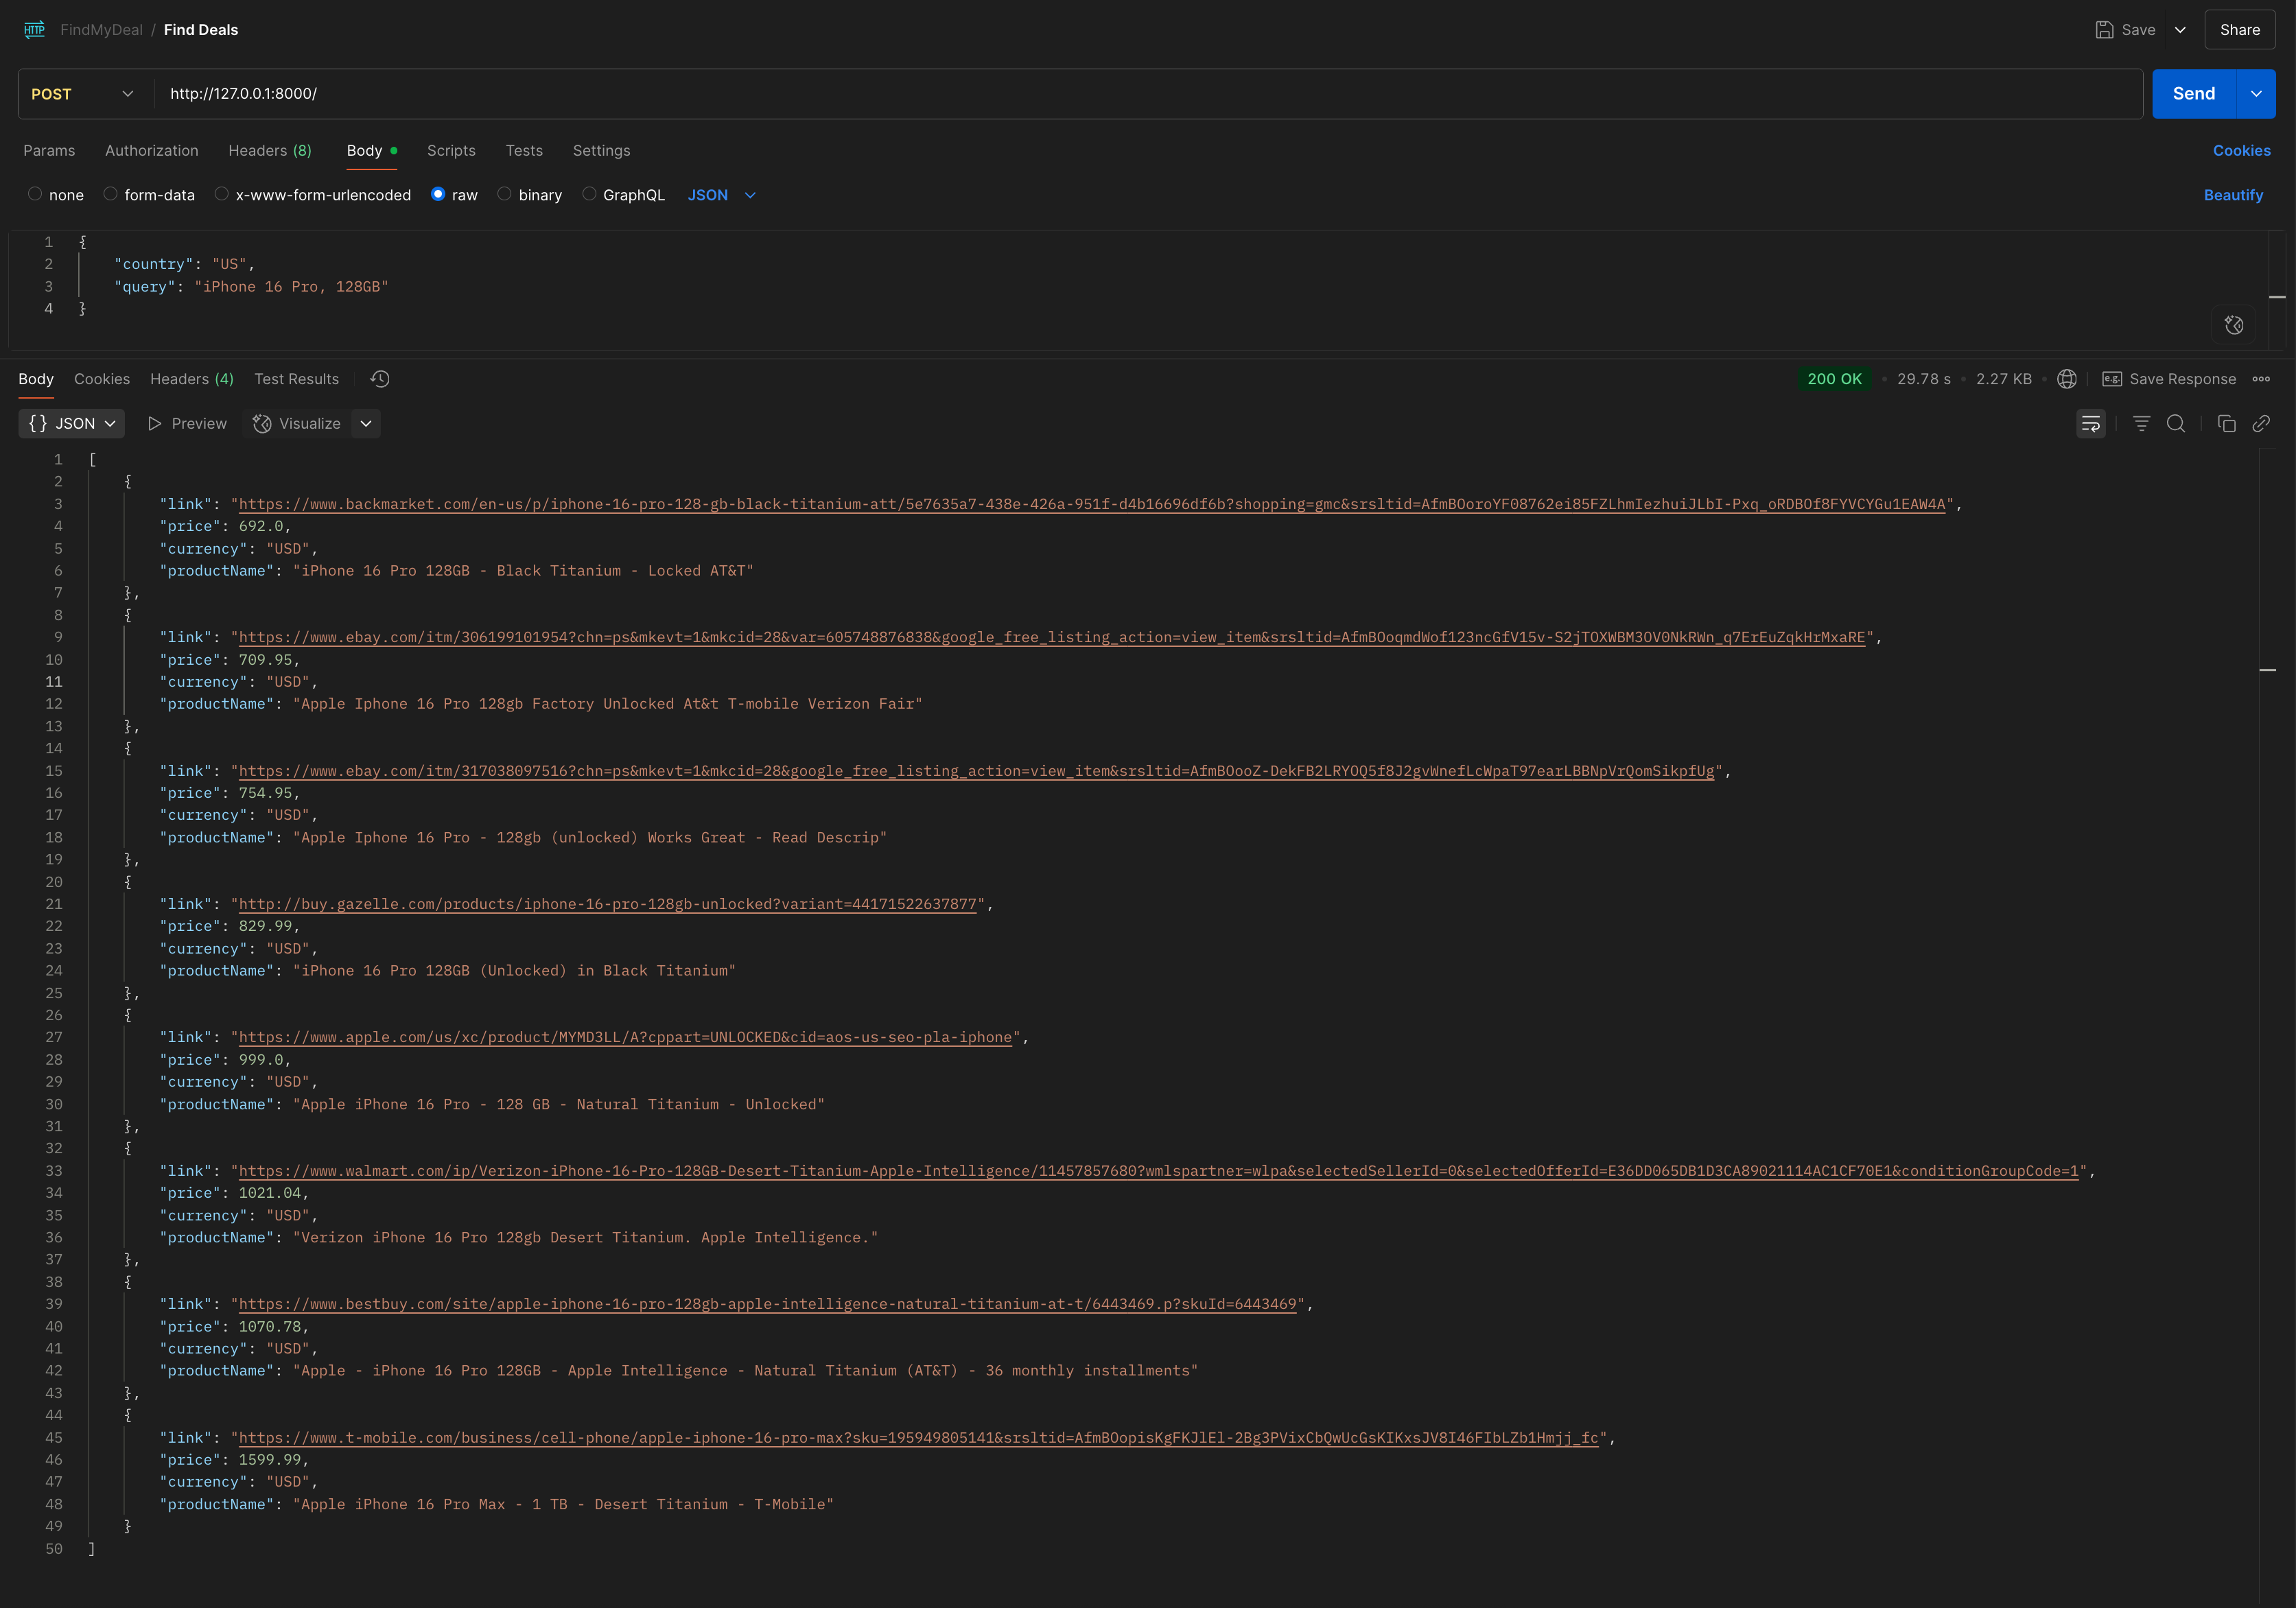 HTTP FindMyDeal / Find Deals Save Share
POST http://127.0.0.1:8000/ Send
Params Authorization Headers (8) Body Scripts Tests Settings Cookies
none form-data x-www-form-urlencoded raw binary GraphQL JSON Beautify
1 {
2 "country": "US",
3 "query": "iPhone 16 Pro, 128GB"
4 }
Body Cookies Headers (4) Test Results 200 OK • 29.78 s • 2.27 KB • e.g. Save Response
{} JSON Preview Visualize
1 [
2 {
3 "link": "https://www.backmarket.com/en-us/p/iphone-16-pro-128-gb-black-titanium-att/5e7635a7-438e-426a-951f-d4b16696df6b?shopping=gmc&srsltid=AfmBOoroYF08762ei85FZLhmIezhuiJLbI-Pxq_oRDBOf8FYVCYGu1EAW4A",
4 "price": 692.0,
5 "currency": "USD",
6 "productName": "iPhone 16 Pro 128GB - Black Titanium - Locked AT&T"
7 },
8 {
9 "link": "https://www.ebay.com/itm/306199101954?chn=ps&mkevt=1&mkcid=28&var=605748876838&google_free_listing_action=view_item&srsltid=AfmBOoqmdWof123ncGfV15v-S2jTOXWBM3OV0NkRWn_q7ErEuZqkHrMxaRE",
10 "price": 709.95,
11 "currency": "USD",
12 "productName": "Apple Iphone 16 Pro 128gb Factory Unlocked At&t T-mobile Verizon Fair"
13 },
14 {
15 "link": "https://www.ebay.com/itm/317038097516?chn=ps&mkevt=1&mkcid=28&google_free_listing_action=view_item&srsltid=AfmBOooZ-DekFB2LRYOQ5f8J2gvWnefLcWpaT97earLBBNpVrQomSikpfUg",
16 "price": 754.95,
17 "currency": "USD",
18 "productName": "Apple Iphone 16 Pro - 128gb (unlocked) Works Great - Read Descrip"
19 },
20 {
21 "link": "http://buy.gazelle.com/products/iphone-16-pro-128gb-unlocked?variant=44171522637877",
22 "price": 829.99,
23 "currency": "USD",
24 "productName": "iPhone 16 Pro 128GB (Unlocked) in Black Titanium"
25 },
26 {
27 "link": "https://www.apple.com/us/xc/product/MYMD3LL/A?cppart=UNLOCKED&cid=aos-us-seo-pla-iphone",
28 "price": 999.0,
29 "currency": "USD",
30 "productName": "Apple iPhone 16 Pro - 128 GB - Natural Titanium - Unlocked"
31 },
32 {
33 "link": "https://www.walmart.com/ip/Verizon-iPhone-16-Pro-128GB-Desert-Titanium-Apple-Intelligence/11457857680?wmlspartner=wlpa&selectedSellerId=0&selectedOfferId=E36DD065DB1D3CA89021114AC1CF70E1&conditionGroupCode=1",
34 "price": 1021.04,
35 "currency": "USD",
36 "productName": "Verizon iPhone 16 Pro 128gb Desert Titanium. Apple Intelligence."
37 },
38 {
39 "link": "https://www.bestbuy.com/site/apple-iphone-16-pro-128gb-apple-intelligence-natural-titanium-at-t/6443469.p?skuId=6443469",
40 "price": 1070.78,
41 "currency": "USD",
42 "productName": "Apple - iPhone 16 Pro 128GB - Apple Intelligence - Natural Titanium (AT&T) - 36 monthly installments"
43 },
44 {
45 "link": "https://www.t-mobile.com/business/cell-phone/apple-iphone-16-pro-max?sku=195949805141&srsltid=AfmBOopisKgFKJlEl-2Bg3PVixCbQwUcGsKIKxsJV8I46FIbLZb1Hmjj_fc",
46 "price": 1599.99,
47 "currency": "USD",
48 "productName": "Apple iPhone 16 Pro Max - 1 TB - Desert Titanium - T-Mobile"
49 }
50 ]